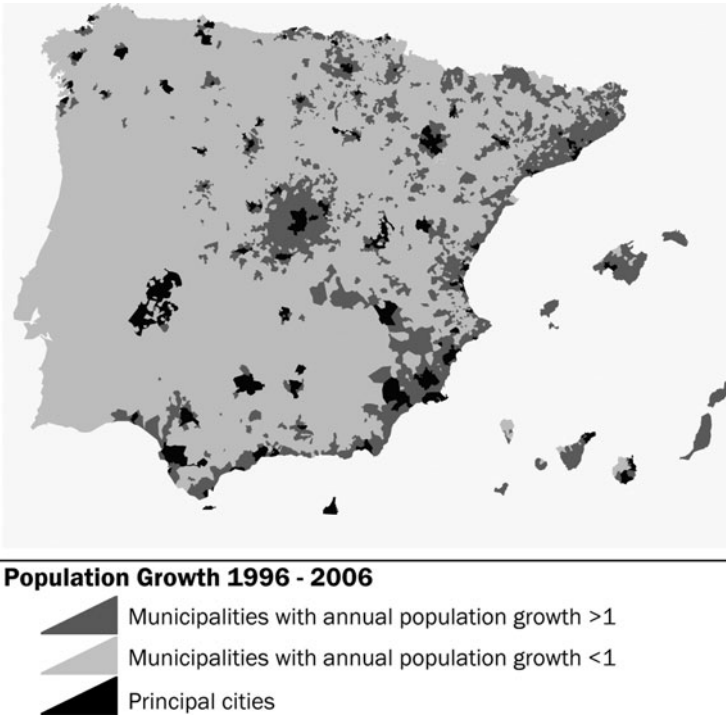 Population Growth 1996 - 2006
Municipalities with annual population growth >1
Municipalities with annual population growth <1
Principal cities